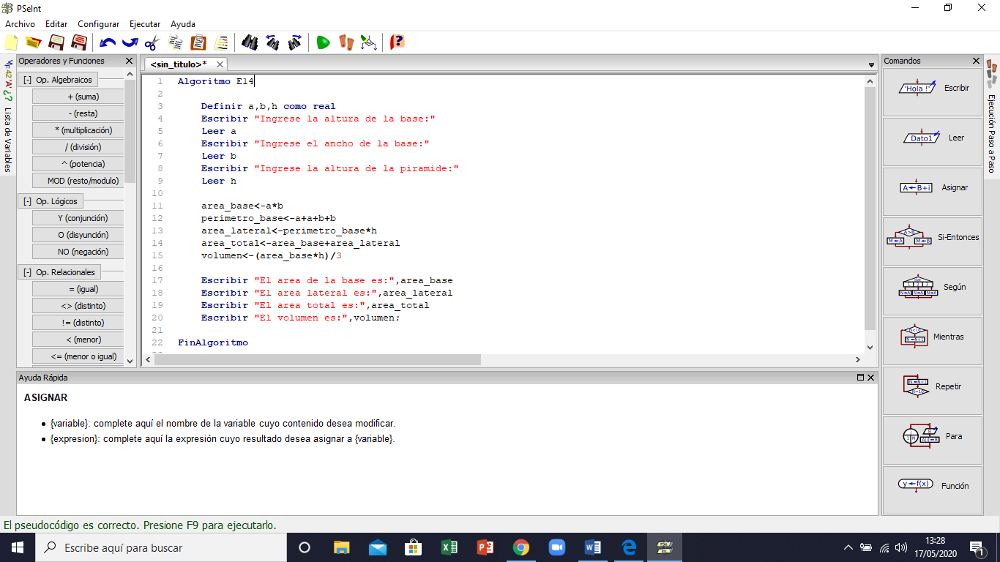 PSeInt
Archivo Editar Configurar Ejecutar Ayuda
Operadores y Funciones
[-] Op. Algebraicos
+ (suma)
- (resta)
* (multiplicación)
/ (división)
^ (potencia)
MOD (resto/modulo)
[-] Op. Lógicos
Y (conjunción)
O (disyunción)
NO (negación)
[-] Op. Relacionales
= (igual)
<> (distinto)
!= (distinto)
< (menor)
<= (menor o igual)
Lista de Variables
<sin_titulo>*
1 Algoritmo E14
2
3 Definir a,b,h como real
4 Escribir "Ingrese la altura de la base:"
5 Leer a
6 Escribir "Ingrese el ancho de la base:"
7 Leer b
8 Escribir "Ingrese la altura de la piramide:"
9 Leer h
10
11 area_base<-a*b
12 perimetro_base<-a+a+b+b
13 area_lateral<-perimetro_base*h
14 area_total<-area_base+area_lateral
15 volumen<-(area_base*h)/3
16
17 Escribir "El area de la base es:",area_base
18 Escribir "El area lateral es:",area_lateral
19 Escribir "El area total es:",area_total
20 Escribir "El volumen es:",volumen;
21
22 FinAlgoritmo
Comandos
'Hola !' Escribir
Dato1 Leer
A←B+i Asignar
Si-Entonces
Según
Mientras
Repetir
Para
y←f(x) Función
Ejecución Paso a Paso
Ayuda Rápida
ASIGNAR
• {variable}: complete aquí el nombre de la variable cuyo contenido desea modificar.
• {expresion}: complete aquí la expresión cuyo resultado desea asignar a {variable}.
El pseudocódigo es correcto. Presione F9 para ejecutarlo.
Escribe aquí para buscar
13:28
17/05/2020
1